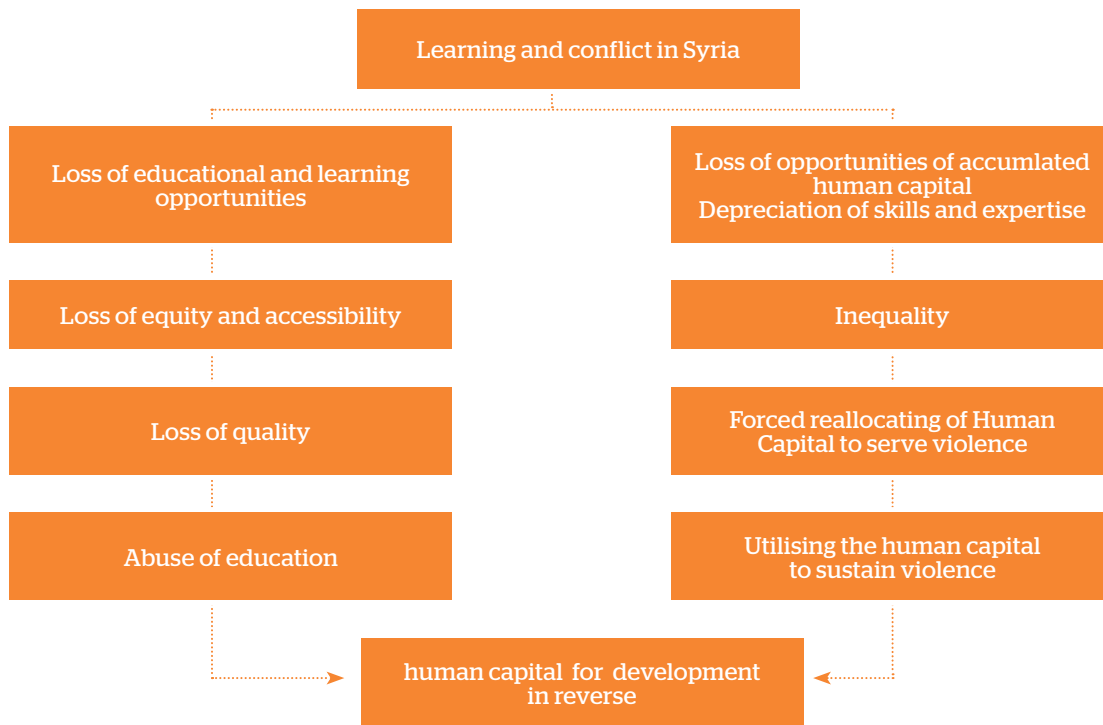 Learning and conflict in Syria
Loss of educational and learning
opportunities
Loss of opportunities of accumlated
human capital
Depreciation of skills and expertise
Loss of equity and accessibility
Inequality
Loss of quality
Forced reallocating of Human
Capital to serve violence
Abuse of education
Utilising the human capital
to sustain violence
human capital for development
in reverse